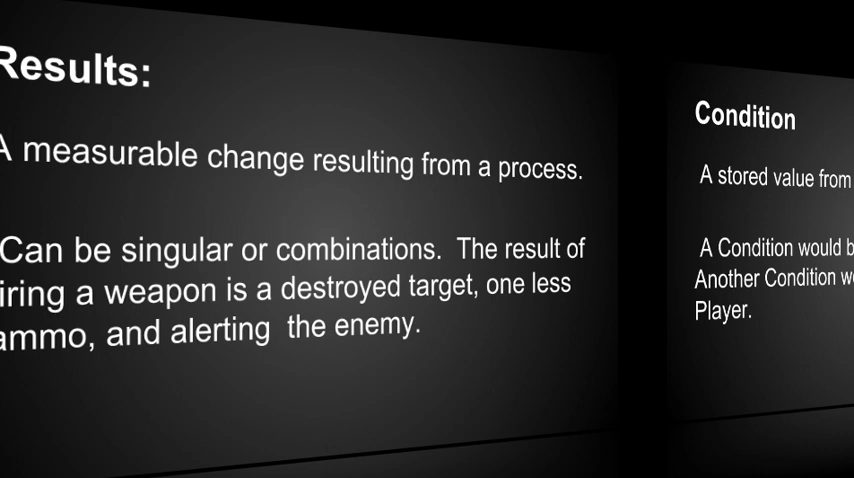 Results:
A measurable change resulting from a process.
Can be singular or combinations. The result of
iring a weapon is a destroyed target, one less
ammo, and alerting the enemy.
Condition
A stored value from
A Condition would b
Another Condition w
Player.